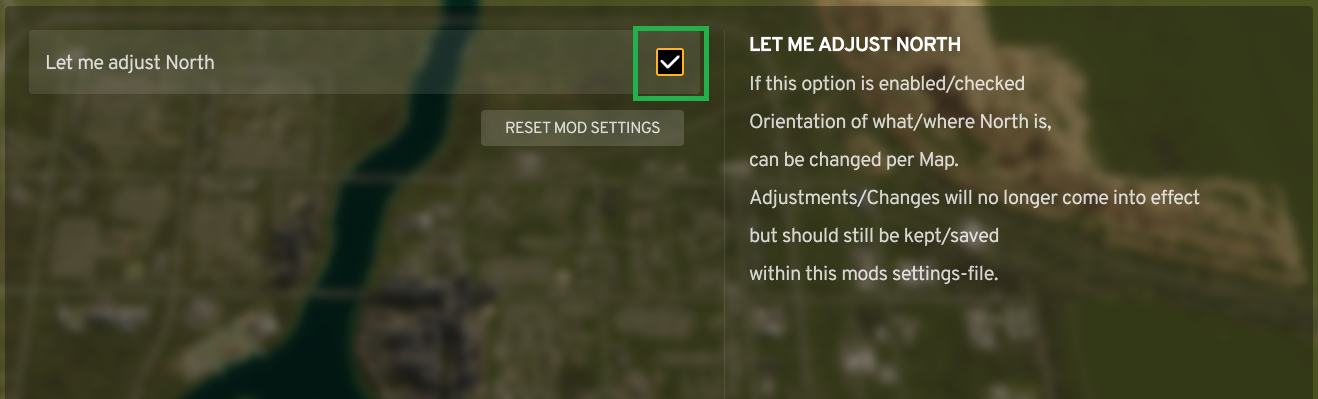 Let me adjust North
RESET MOD SETTINGS
LET ME ADJUST NORTH
If this option is enabled/checked
Orientation of what/where North is,
can be changed per Map.
Adjustments/Changes will no longer come into effect
but should still be kept/saved
within this mods settings-file.